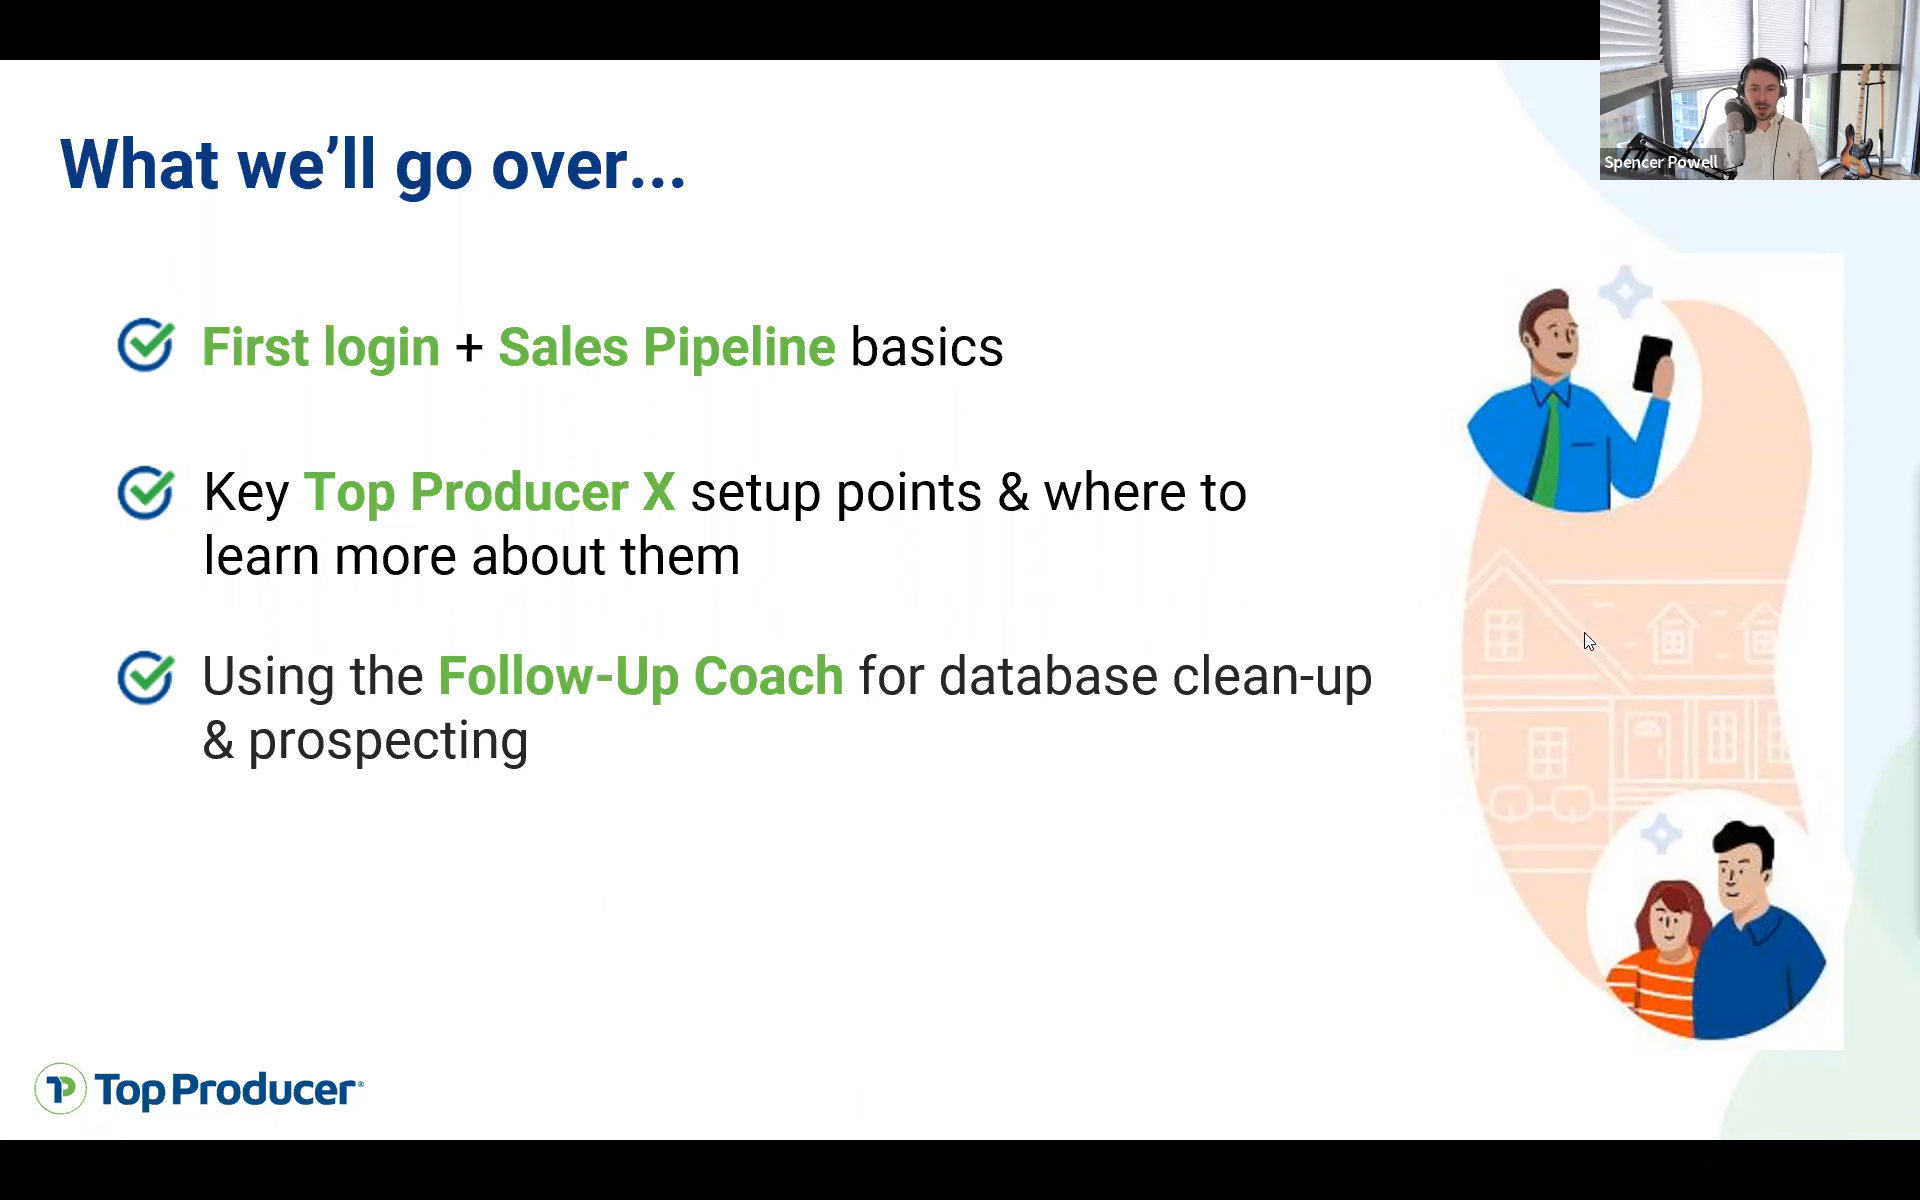 Spencer Powell
What we’ll go over...
First login + Sales Pipeline basics
Key Top Producer X setup points & where to
learn more about them
Using the Follow-Up Coach for database clean-up
& prospecting
TP Top Producer®